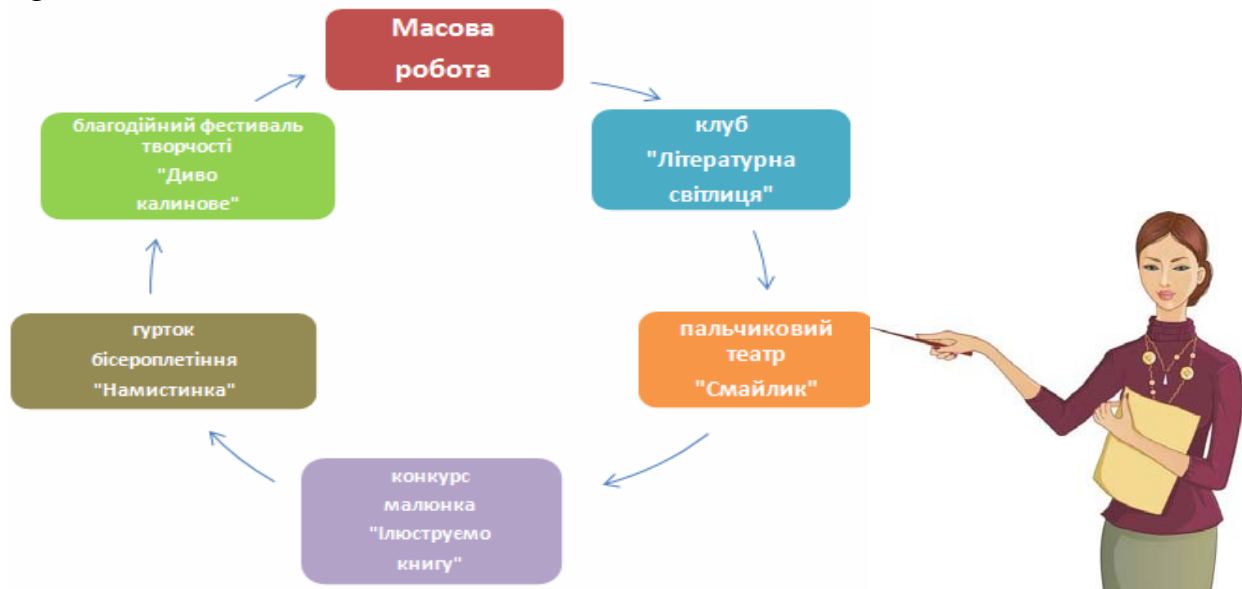 Масова
робота
клуб
"Літературна
світлиця"
пальчиковий
театр
"Смайлик"
конкурс
малюнка
"Ілюструємо
книгу"
гурток
бісероплетіння
"Намистинка"
благодійний фестиваль
творчості
"Диво
калинове"